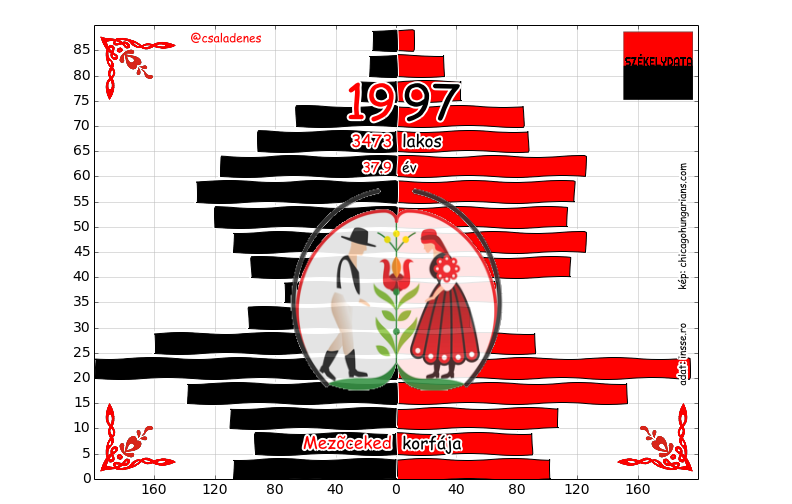 @csaladenes
SZÉKELYDATA
1997
3473 lakos
37.9 év
kép: chicagohungarians.com
adat: insse.ro
Mezőceked korfája
85
80
75
70
65
60
55
50
45
40
35
30
25
20
15
10
5
0
160 120 80 40 0 40 80 120 160